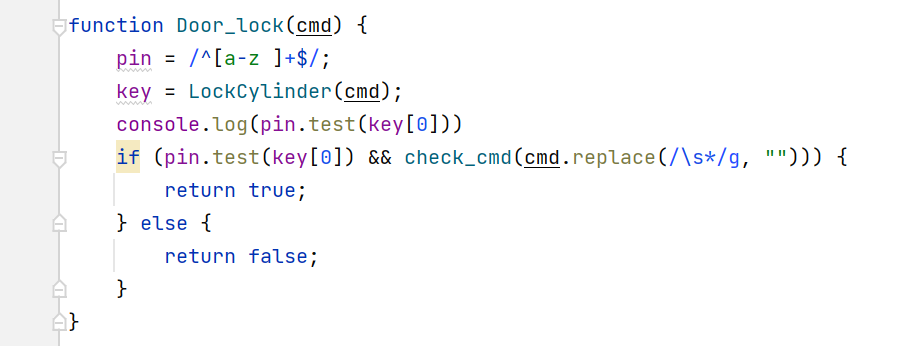 function Door_lock(cmd) {
    pin = /^[a-z ]+$/;
    key = LockCylinder(cmd);
    console.log(pin.test(key[0]))
    if (pin.test(key[0]) && check_cmd(cmd.replace(/\s*/g, ""))) {
        return true;
    } else {
        return false;
    }
}